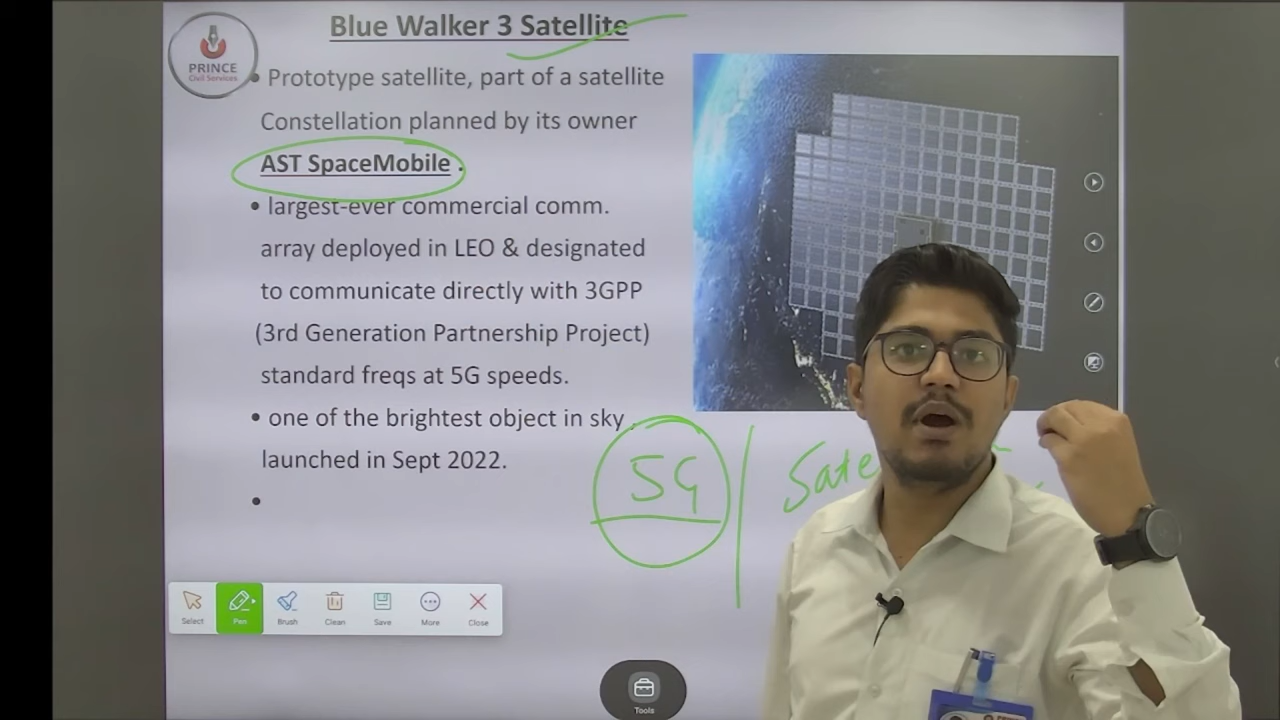 Blue Walker 3 Satellite
PRINCE
Civil Services
• Prototype satellite, part of a satellite
Constellation planned by its owner
AST SpaceMobile .
• largest-ever commercial comm.
array deployed in LEO & designated
to communicate directly with 3GPP
(3rd Generation Partnership Project)
standard freqs at 5G speeds.
• one of the brightest object in sky,
launched in Sept 2022.
•
5G
Sate
Select
Pen
Brush
Clean
Save
More
Close
Tools